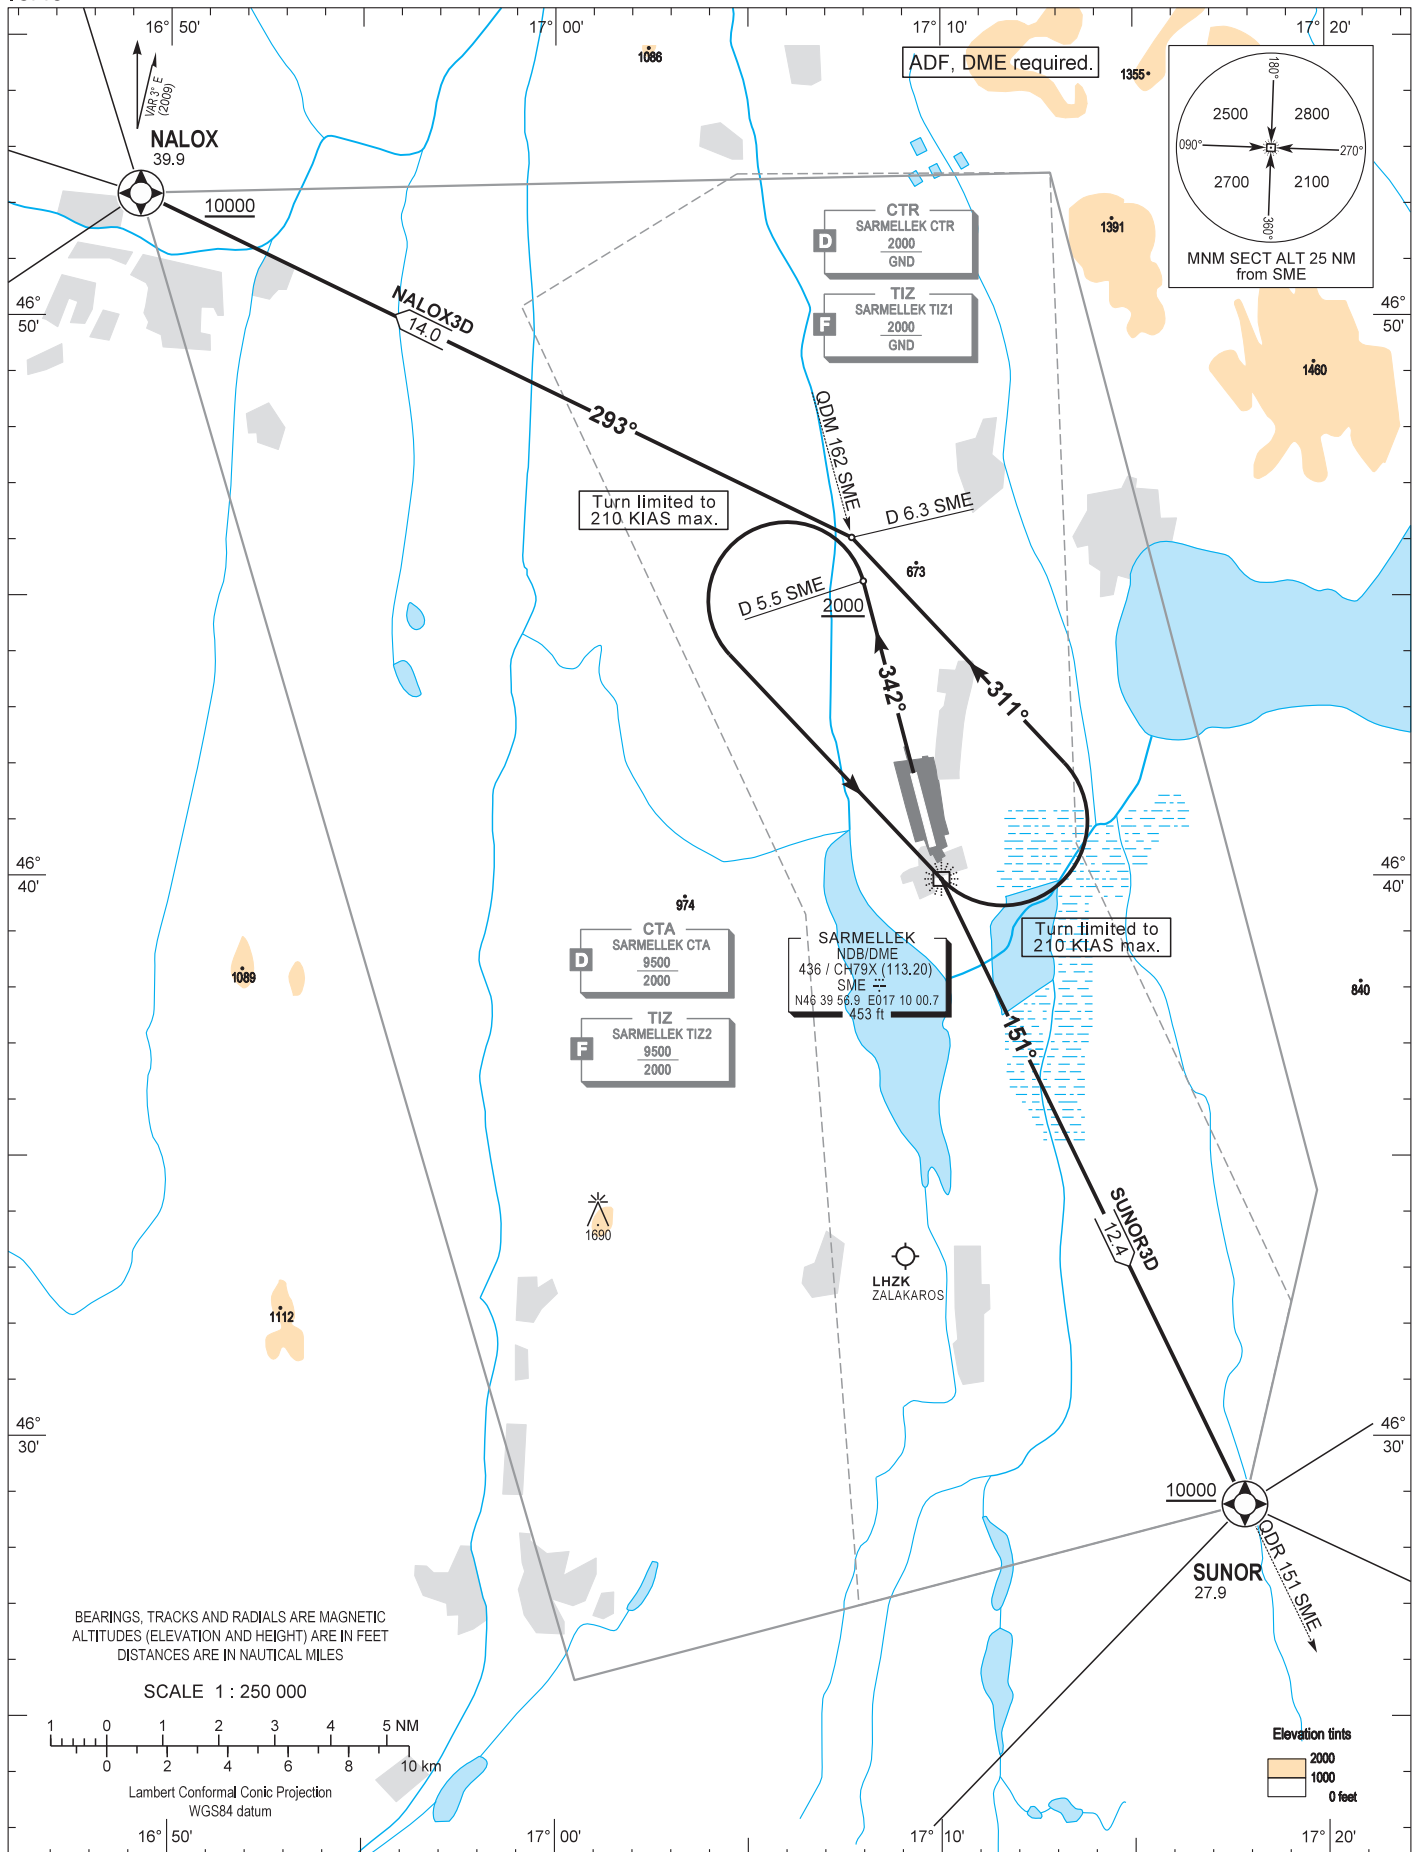 16° 50'
17° 00'
17° 10'
17° 20'
VAR 3° E
(2009)
NALOX
39.9
10000
1086
ADF, DME required.
1355
180°
2500
2800
090°
270°
2700
2100
360°
MNM SECT ALT 25 NM
from SME
CTR
SARMELLEK CTR
D
2000
GND
1391
46°
50'
46°
50'
TIZ
SARMELLEK TIZ1
F
2000
GND
NALOX3D
14.0
1460
293°
QDM 162 SME
Turn limited to
210 KIAS max.
D 6.3 SME
673
D 5.5 SME
2000
342°
311°
46°
40'
46°
40'
974
CTA
SARMELLEK CTA
D
9500
2000
Turn limited to
210 KIAS max.
SARMELLEK
NDB/DME
436 / CH79X (113.20)
SME
N46 39 56.9 E017 10 00.7
453 ft
1089
840
TIZ
SARMELLEK TIZ2
F
9500
2000
151°
1690
SUNOR3D
12.4
LHZK
ZALAKAROS
1112
46°
30'
46°
30'
10000
SUNOR
27.9
QDR 151 SME
BEARINGS, TRACKS AND RADIALS ARE MAGNETIC
ALTITUDES (ELEVATION AND HEIGHT) ARE IN FEET
DISTANCES ARE IN NAUTICAL MILES
SCALE 1 : 250 000
1 0 1 2 3 4 5 NM
0 2 4 6 8 10 km
Lambert Conformal Conic Projection
WGS84 datum
Elevation tints
2000
1000
0 feet
16° 50'
17° 00'
17° 10'
17° 20'